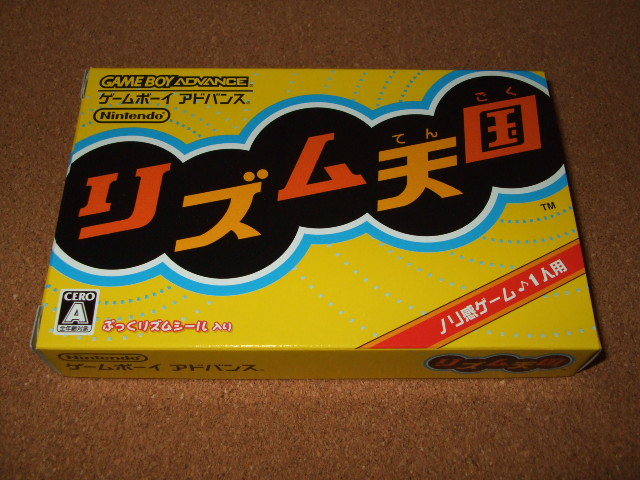 GAME BOY ADVANCE
ゲームボーイ アドバンス
Nintendo
てん
ごく
リズム天国
TM
CERO
A
全年齢対象
ぷっくリズムシール入り
ノリ感ゲーム♪1人用
Nintendo
ゲームボーイ アドバンス
リズム天国